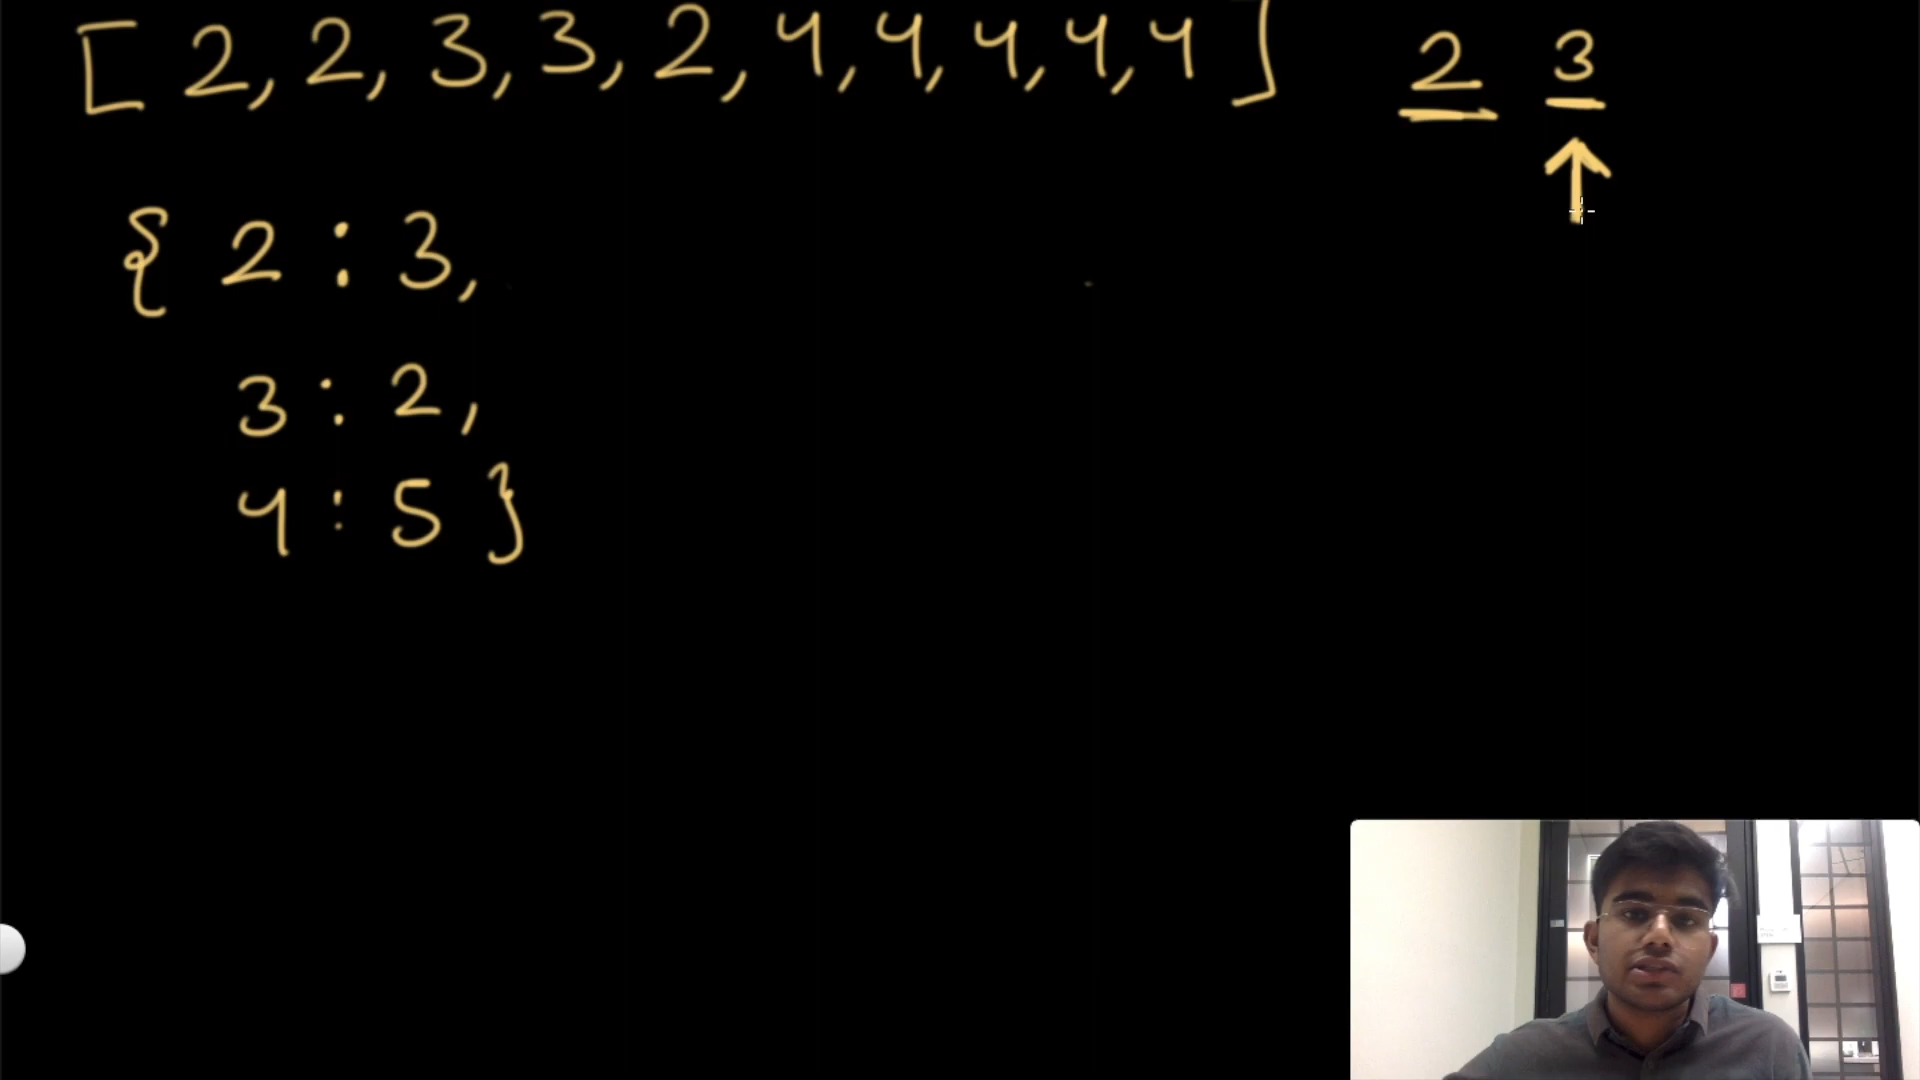 [ 2, 2, 3, 3, 2, 4, 4, 4, 4, 4 ] 2 3
{ 2 : 3,
3 : 2,
4 : 5 }